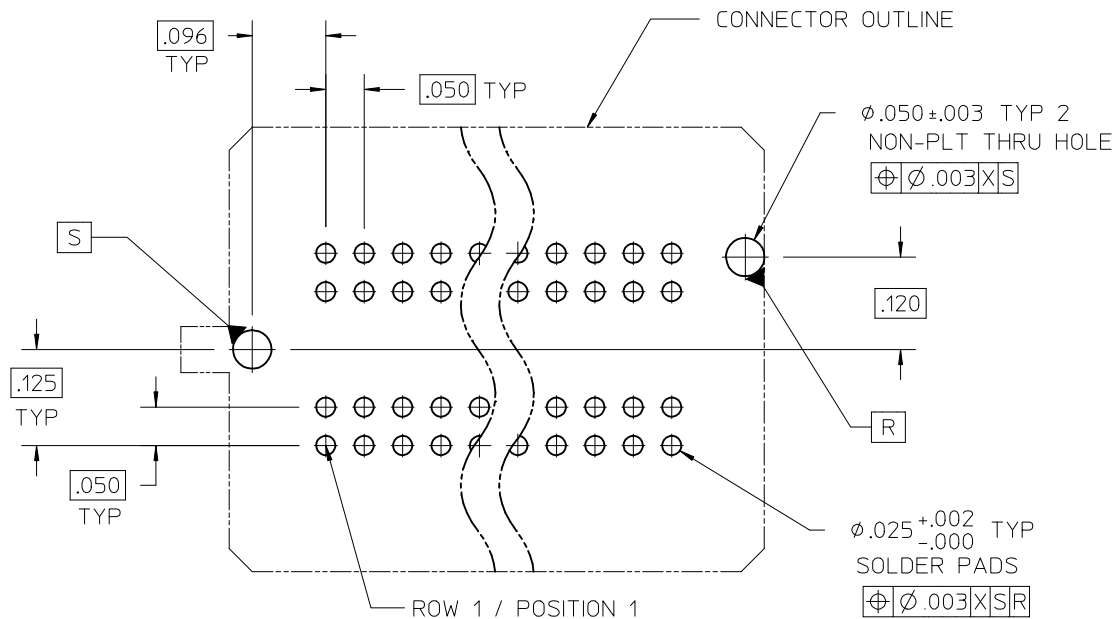 CONNECTOR OUTLINE
.096
TYP
.050 TYP
Ø.050±.003 TYP 2
NON-PLT THRU HOLE
⌖ Ø.003 X S
S
.120
.125
TYP
R
.050
TYP
Ø.025 +.002 TYP
-.000
SOLDER PADS
⌖ Ø.003 X S R
ROW 1 / POSITION 1